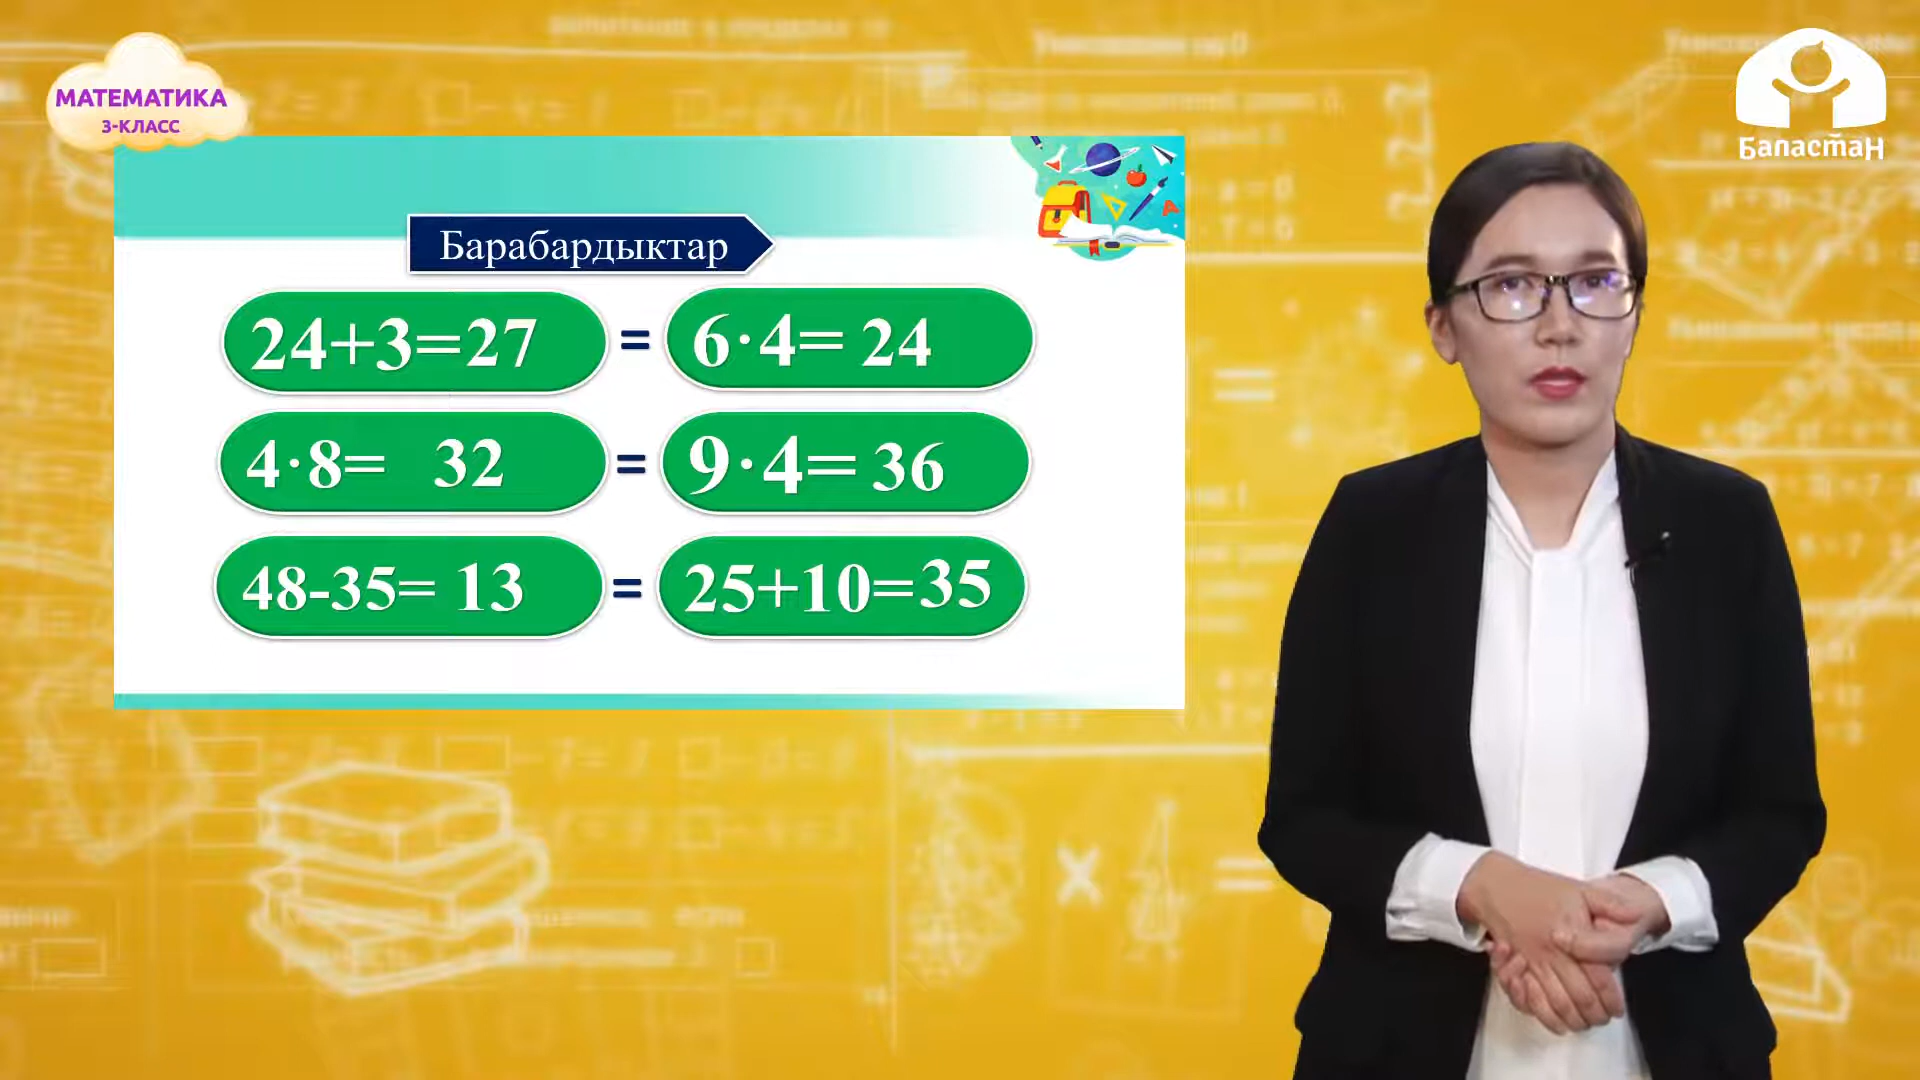 МАТЕМАТИКА
3-КЛАСС
Баластан
Барабардыктар
24+3=27 = 6·4= 24
4·8= 32 = 9·4= 36
48-35= 13 = 25+10=35